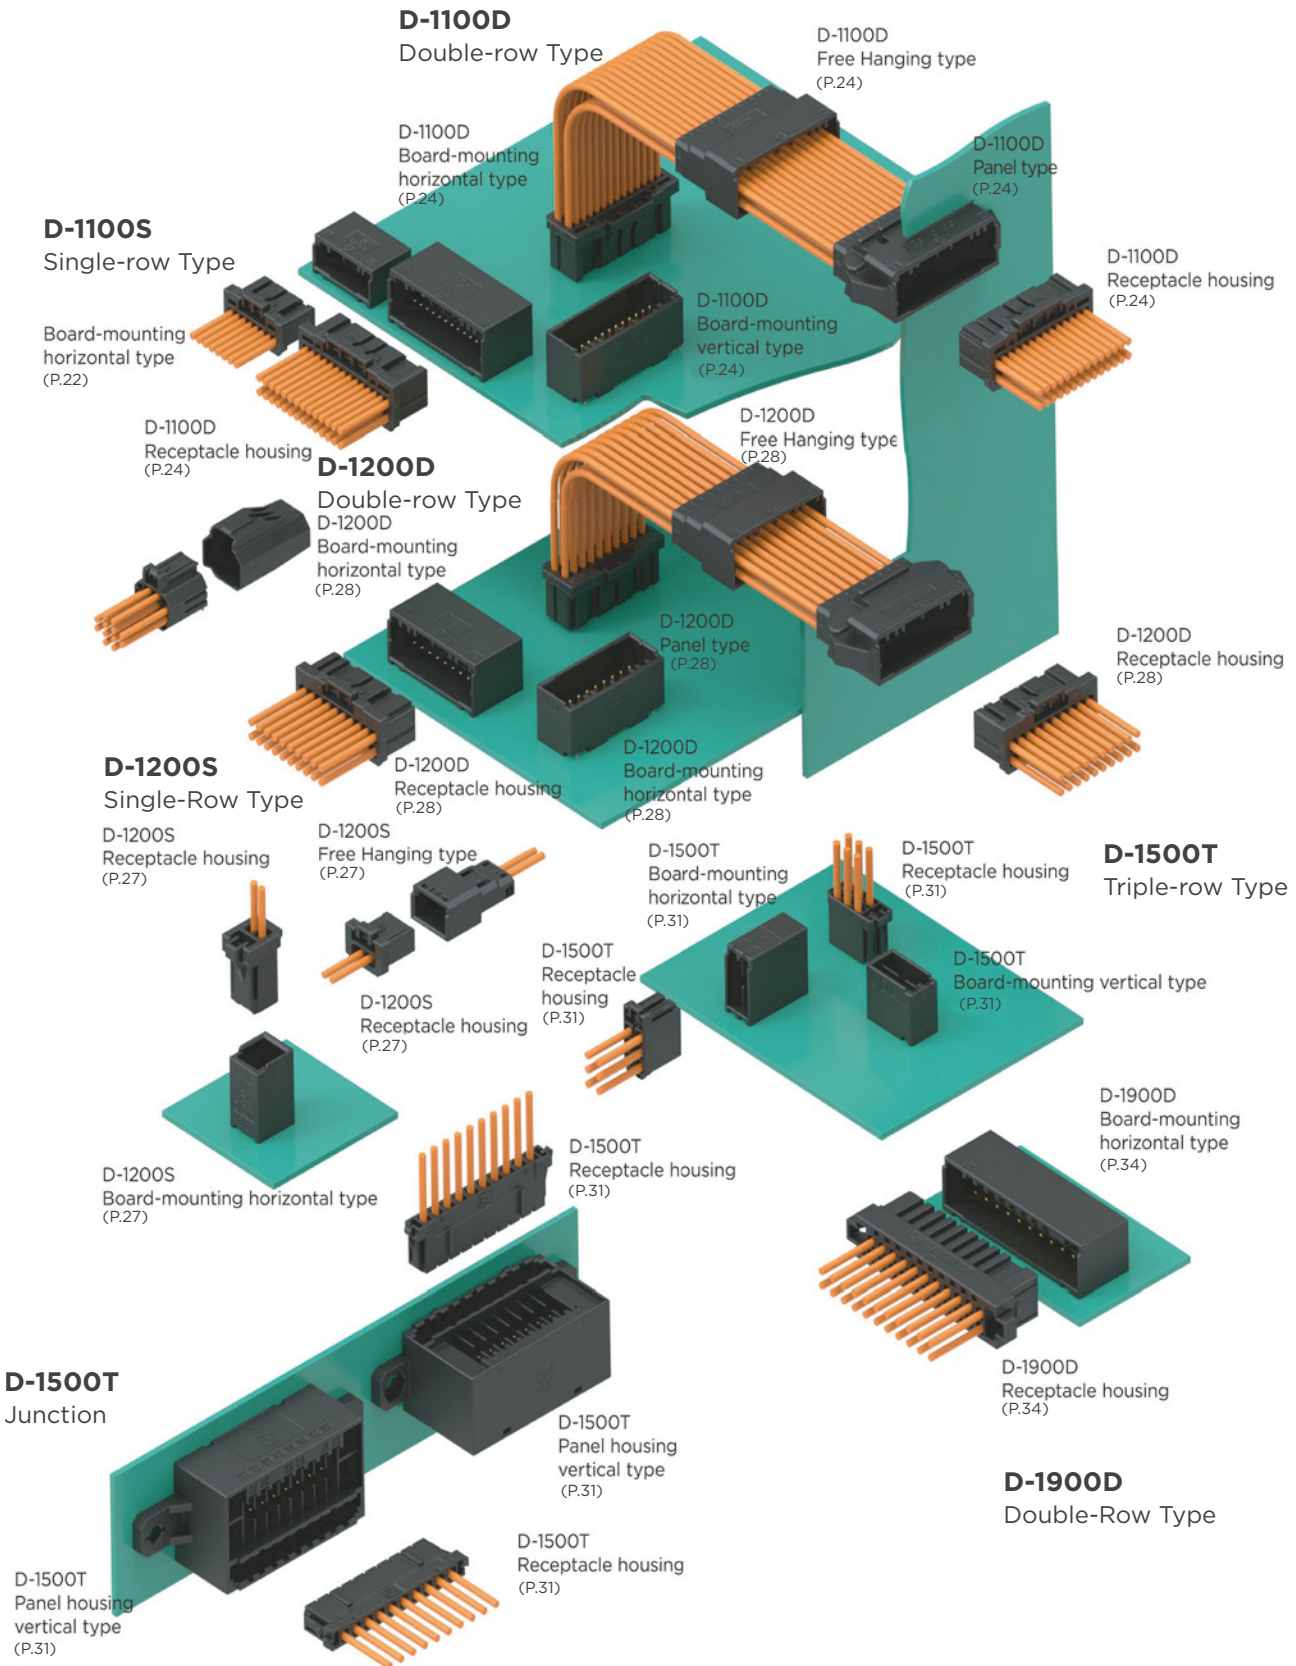 D-1100D
Double-row Type
D-1100D
Free Hanging type
(P.24)
D-1100D
Board-mounting
horizontal type
(P.24)
D-1100D
Panel type
(P.24)
D-1100S
Single-row Type
D-1100D
Receptacle housing
(P.24)
Board-mounting
horizontal type
(P.22)
D-1100D
Board-mounting
vertical type
(P.24)
D-1100D
Receptacle housing
(P.24)
D-1200D
Double-row Type
D-1200D
Free Hanging type
(P.28)
D-1200D
Board-mounting
horizontal type
(P.28)
D-1200D
Panel type
(P.28)
D-1200D
Receptacle housing
(P.28)
D-1200D
Receptacle housing
(P.28)
D-1200D
Board-mounting
horizontal type
(P.28)
D-1200S
Single-Row Type
D-1200S
Receptacle housing
(P.27)
D-1200S
Free Hanging type
(P.27)
D-1200S
Receptacle housing
(P.27)
D-1200S
Board-mounting horizontal type
(P.27)
D-1500T
Board-mounting
horizontal type
(P.31)
D-1500T
Receptacle housing
(P.31)
D-1500T
Triple-row Type
D-1500T
Receptacle
housing
(P.31)
D-1500T
Board-mounting vertical type
(P.31)
D-1500T
Receptacle housing
(P.31)
D-1900D
Board-mounting
horizontal type
(P.34)
D-1900D
Receptacle housing
(P.34)
D-1900D
Double-Row Type
D-1500T
Junction
D-1500T
Panel housing
vertical type
(P.31)
D-1500T
Receptacle housing
(P.31)
D-1500T
Panel housing
vertical type
(P.31)